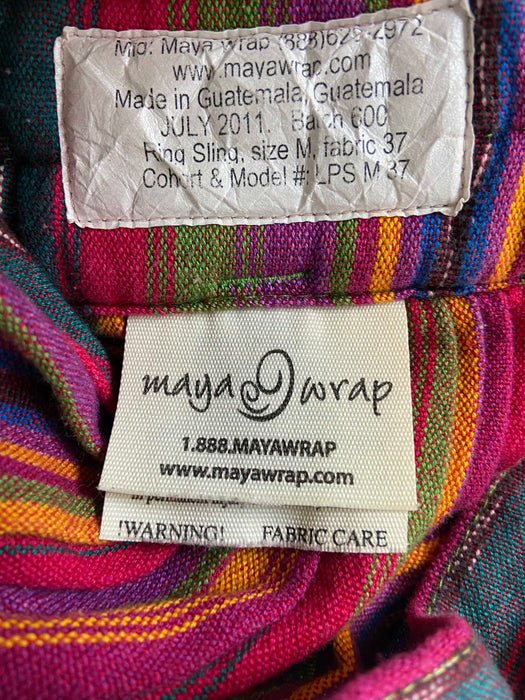 Mfg: Maya Wrap (888)629-2972
www.mayawrap.com
Made in Guatemala, Guatemala
JULY 2011. Batch 600
Ring Sling, size M, fabric 37
Cohort & Model #: LPS M 37
maya wrap
1.888.MAYAWRAP
www.mayawrap.com
!WARNING! FABRIC CARE